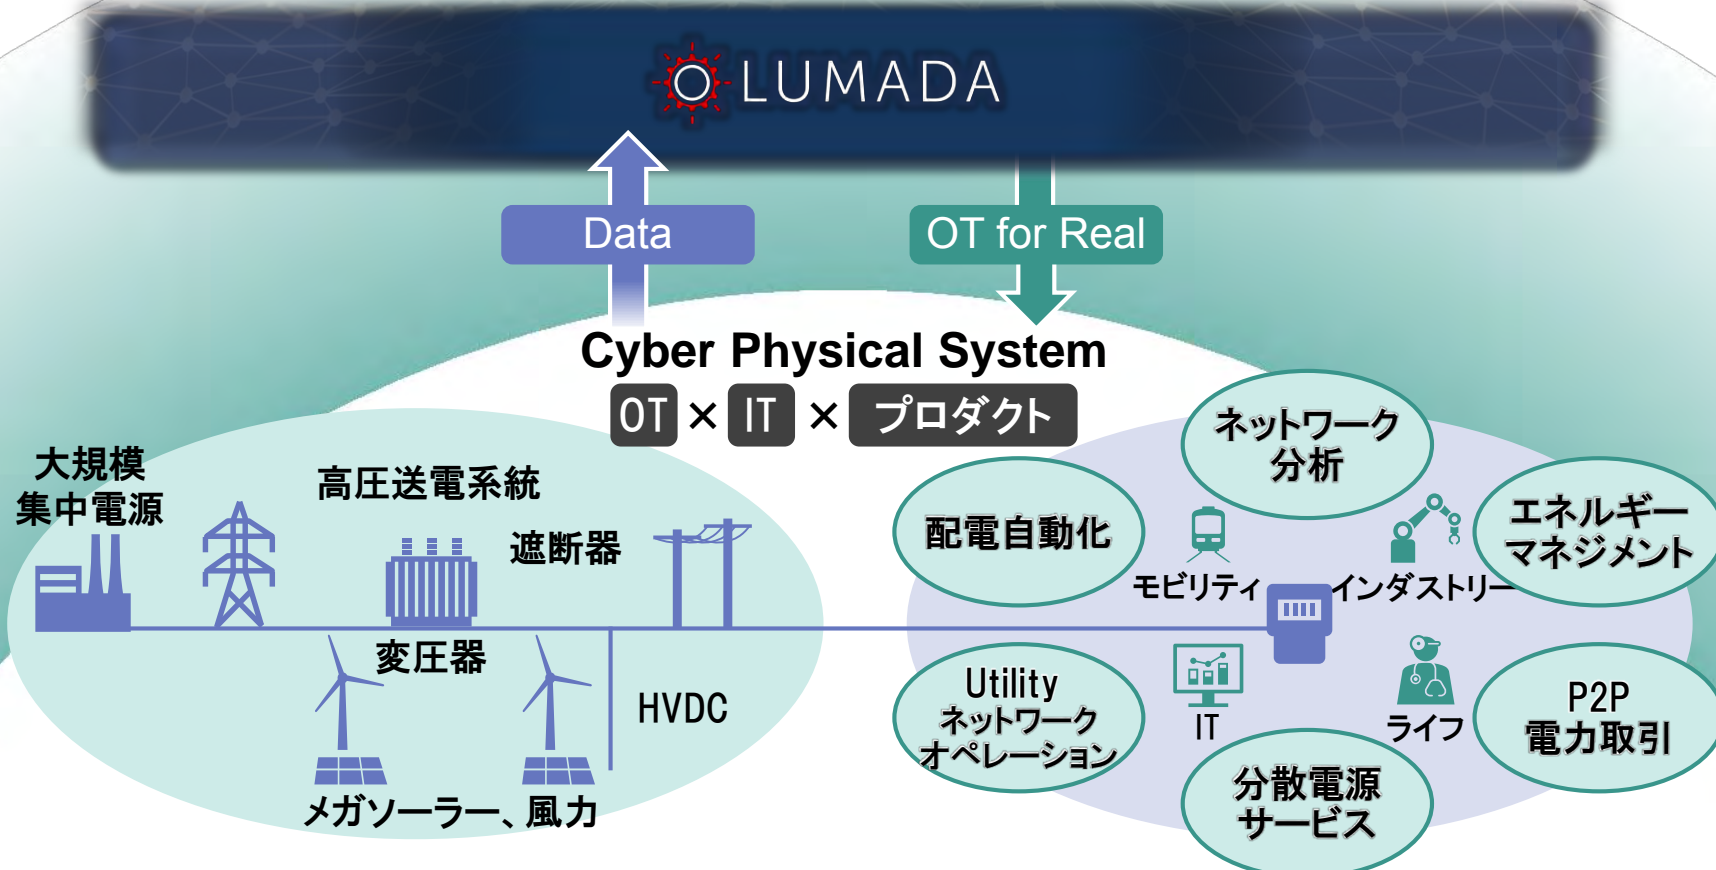 LUMADA
Data
OT for Real
Cyber Physical System
OT × IT × プロダクト
大規模
集中電源
高圧送電系統
遮断器
変圧器
HVDC
メガソーラー、風力
ネットワーク
分析
配電自動化
エネルギー
マネジメント
モビリティ
インダストリー
Utility
ネットワーク
オペレーション
IT
ライフ
P2P
電力取引
分散電源
サービス